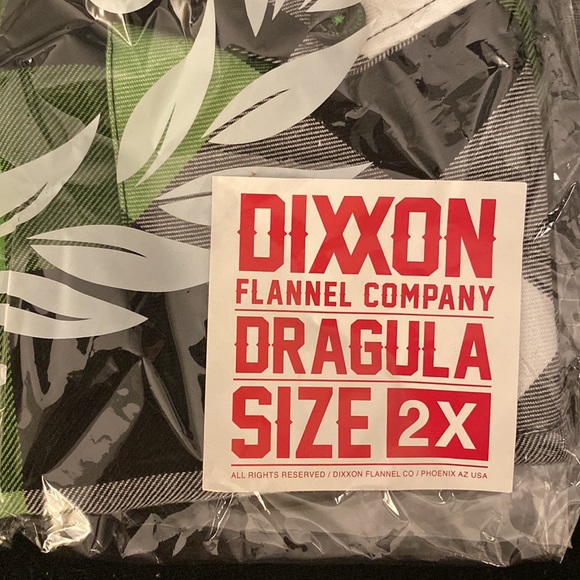 DIXXON
FLANNEL COMPANY
DRAGULA
SIZE 2X
ALL RIGHTS RESERVED / DIXXON FLANNEL CO / PHOENIX AZ USA